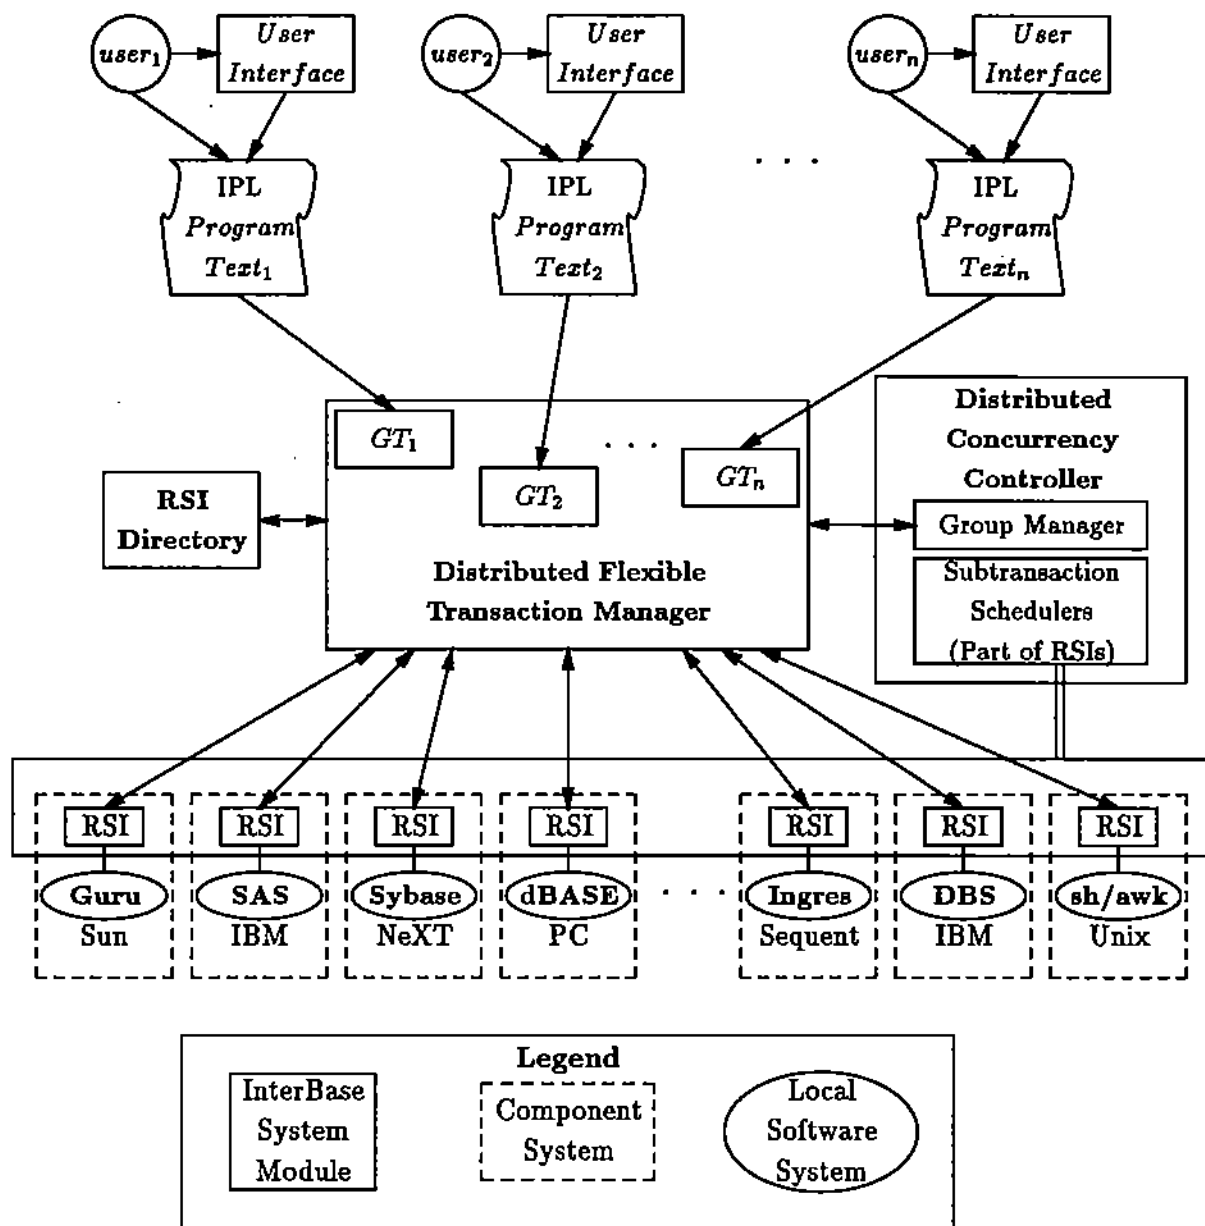 user1
User
Interface
user2
User
Interface
usern
User
Interface
IPL
Program
Text1
IPL
Program
Text2
. . .
IPL
Program
Textn
GT1
GT2
. . .
GTn
Distributed Flexible
Transaction Manager
RSI
Directory
Distributed
Concurrency
Controller
Group Manager
Subtransaction
Schedulers
(Part of RSIs)
RSI
Guru
Sun
RSI
SAS
IBM
RSI
Sybase
NeXT
RSI
dBASE
PC
. . . .
RSI
Ingres
Sequent
RSI
DBS
IBM
RSI
sh/awk
Unix
Legend
InterBase
System
Module
Component
System
Local
Software
System